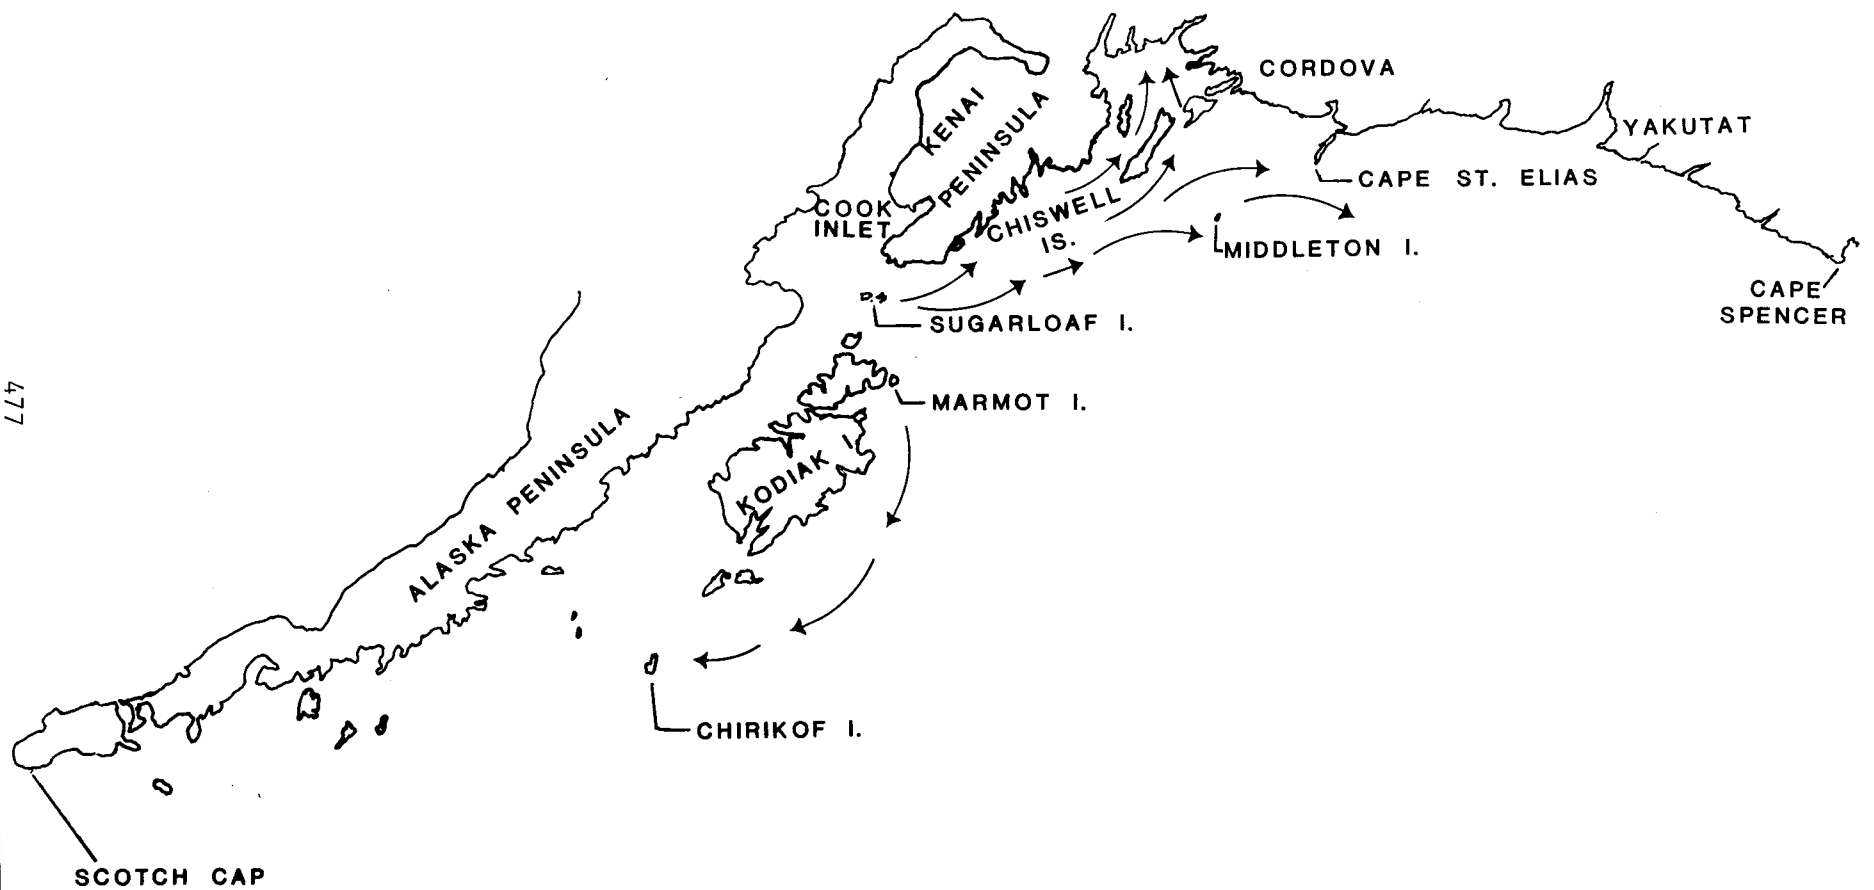 CORDOVA
KENAI
PENINSULA
YAKUTAT
CAPE ST. ELIAS
COOK
INLET
CHISWELL
IS.
MIDDLETON I.
CAPE
SPENCER
SUGARLOAF I.
MARMOT I.
477
ALASKA PENINSULA
KODIAK I.
CHIRIKOF I.
SCOTCH CAP